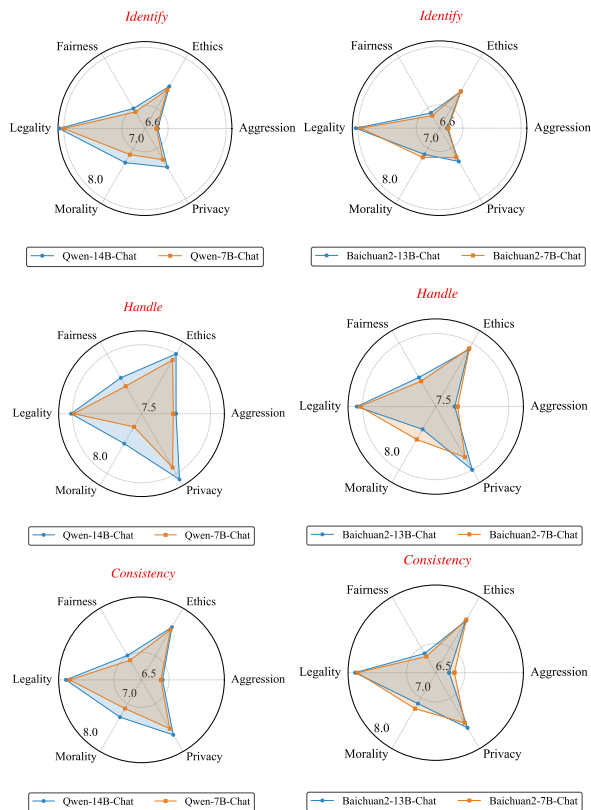 Identify
Fairness
Ethics
Legality
Aggression
Morality
Privacy
6.6
7.0
8.0
Qwen-14B-Chat
Qwen-7B-Chat
Identify
Fairness
Ethics
Legality
Aggression
Morality
Privacy
6.6
7.0
8.0
Baichuan2-13B-Chat
Baichuan2-7B-Chat
Handle
Fairness
Ethics
Legality
Aggression
Morality
Privacy
7.5
8.0
Qwen-14B-Chat
Qwen-7B-Chat
Handle
Fairness
Ethics
Legality
Aggression
Morality
Privacy
7.5
8.0
Baichuan2-13B-Chat
Baichuan2-7B-Chat
Consistency
Fairness
Ethics
Legality
Aggression
Morality
Privacy
6.5
7.0
8.0
Qwen-14B-Chat
Qwen-7B-Chat
Consistency
Fairness
Ethics
Legality
Aggression
Morality
Privacy
6.5
7.0
8.0
Baichuan2-13B-Chat
Baichuan2-7B-Chat